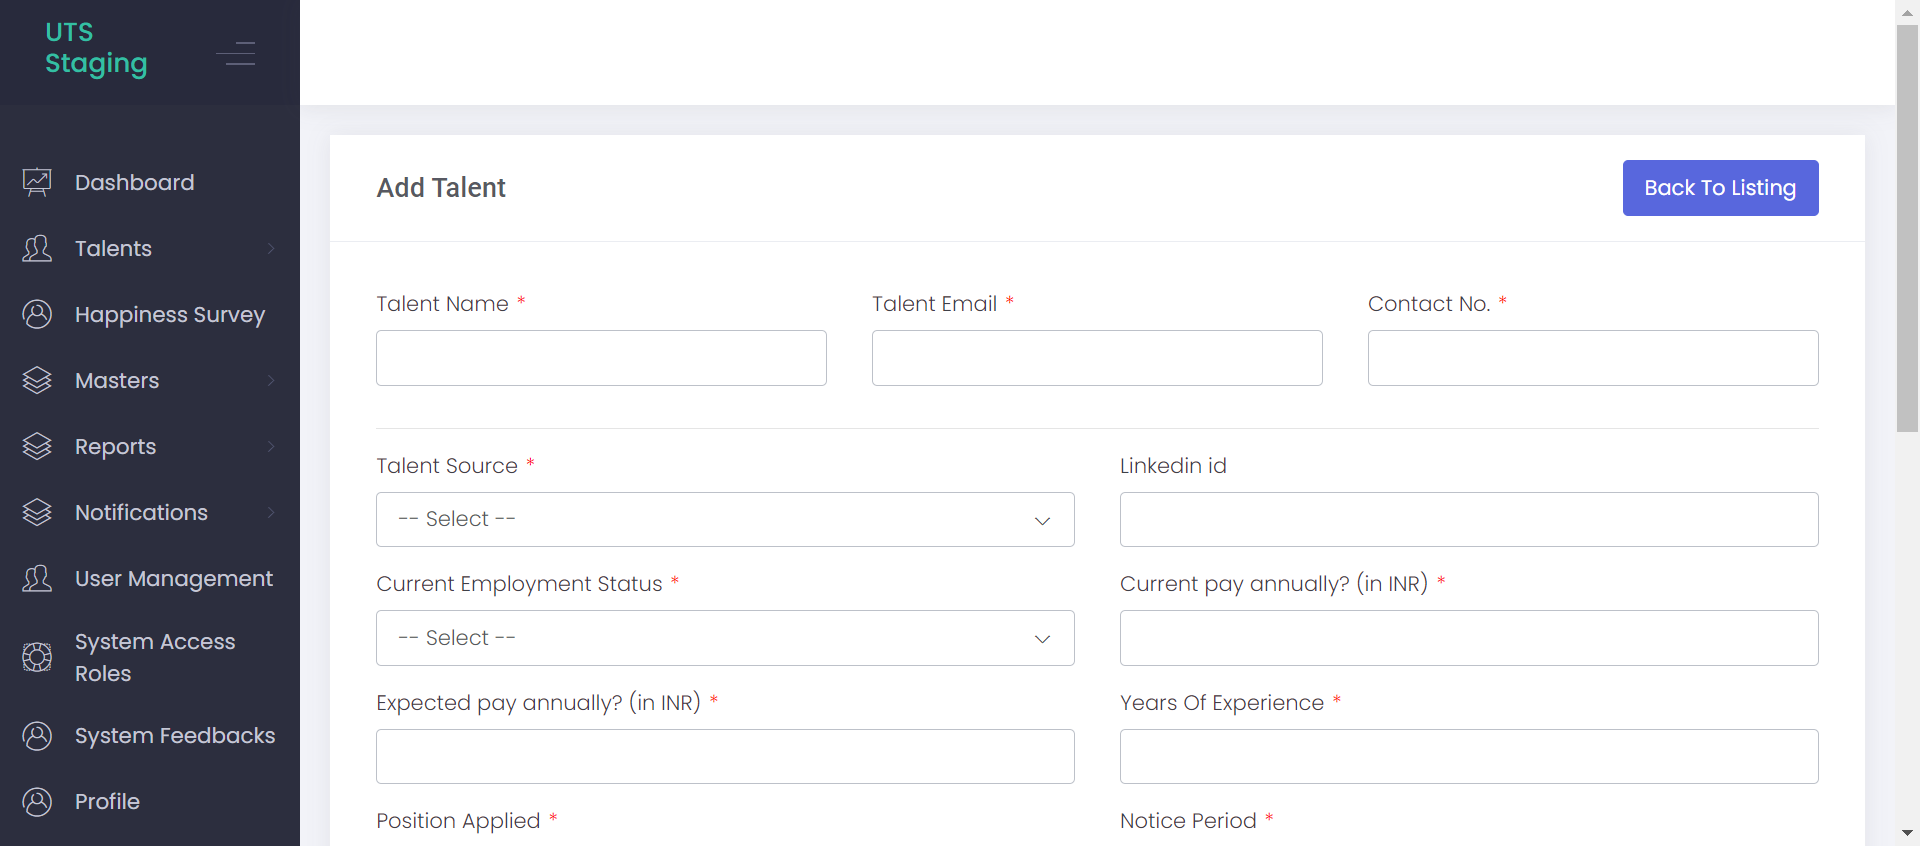 UTS
Staging
Dashboard
Talents
Happiness Survey
Masters
Reports
Notifications
User Management
System Access
Roles
System Feedbacks
Profile
Add Talent
Back To Listing
Talent Name *
Talent Email *
Contact No. *
Talent Source *
Linkedin id
-- Select --
Current Employment Status *
Current pay annually? (in INR) *
-- Select --
Expected pay annually? (in INR) *
Years Of Experience *
Position Applied *
Notice Period *